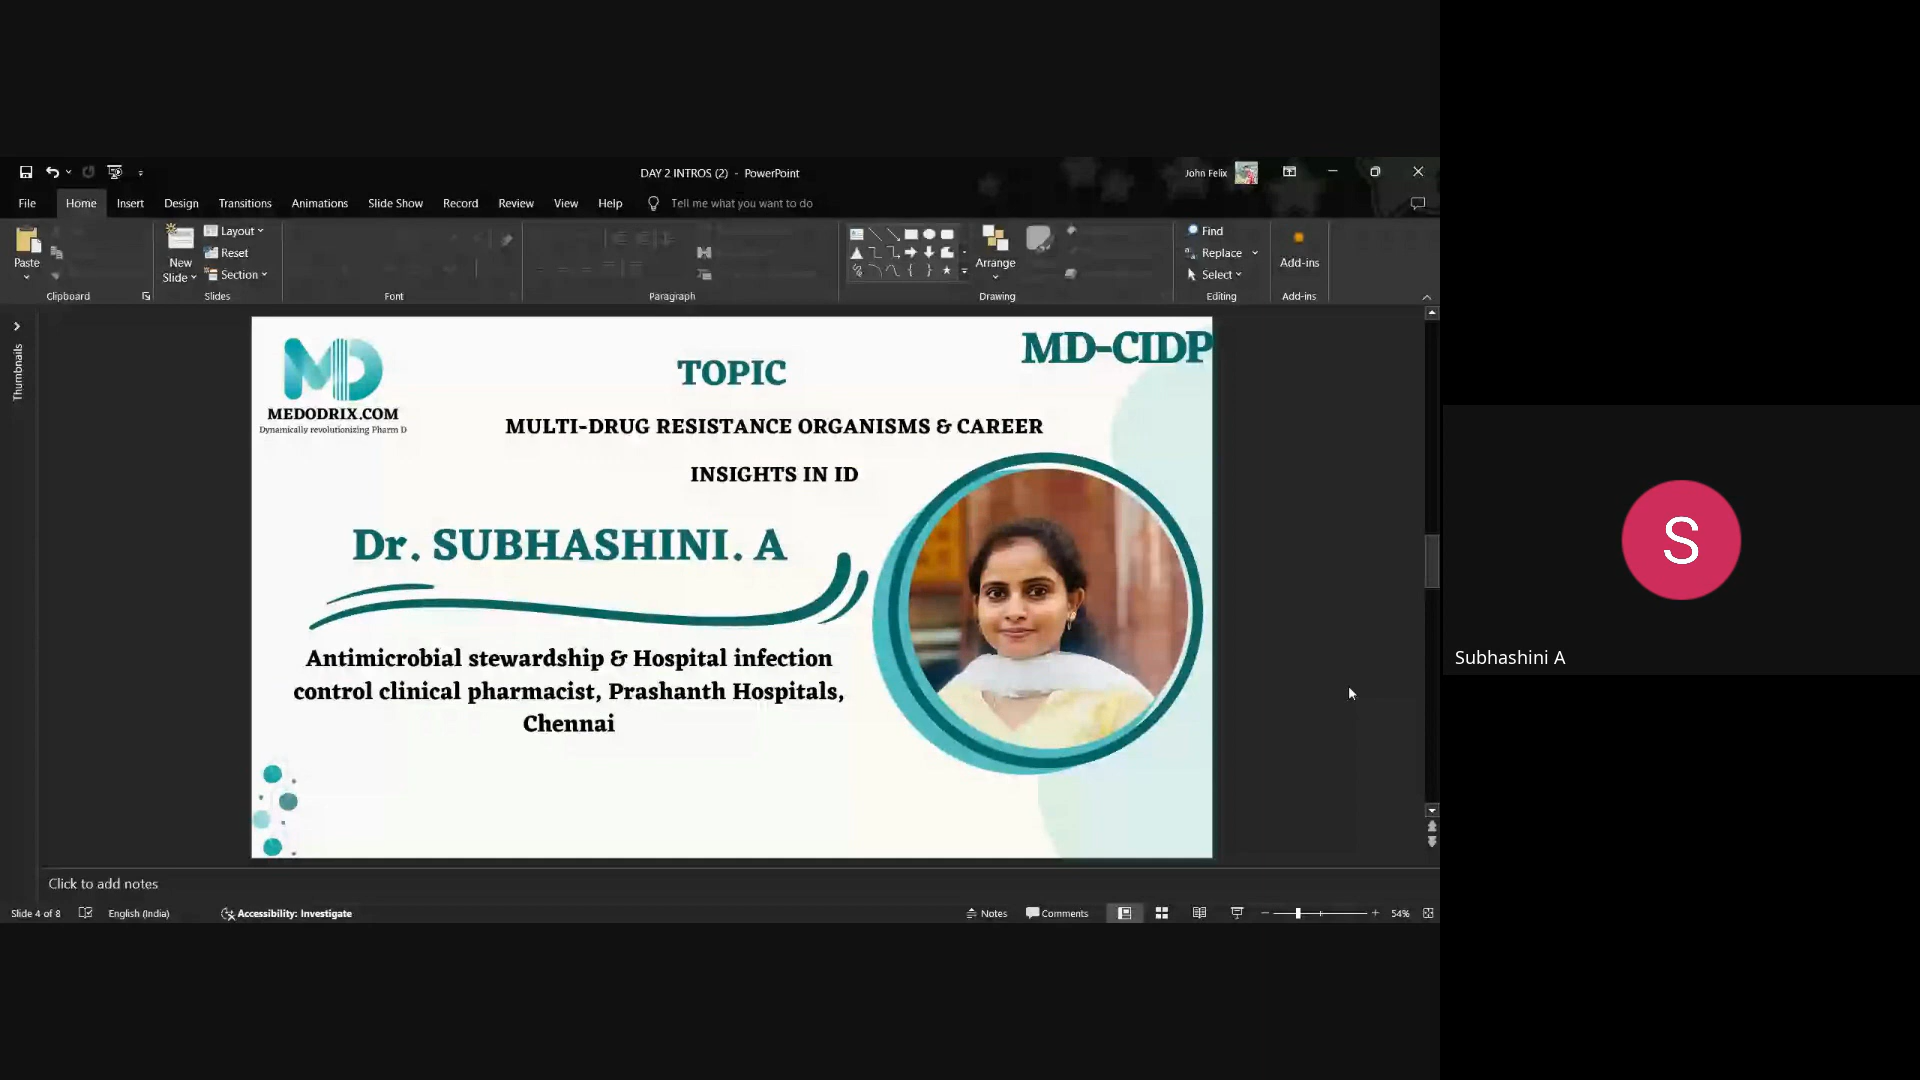 DAY 2 INTROS (2) - PowerPoint
John Felix
File Home Insert Design Transitions Animations Slide Show Record Review View Help Tell me what you want to do
Paste
New
Slide
Layout
Reset
Section
Arrange
Find
Replace
Select
Add-ins
Clipboard Slides Font Paragraph Drawing Editing Add-ins
Thumbnails
MD
MEDODRIX.COM
Dynamically revolutionizing Pharm D
MD-CIDP
TOPIC
MULTI-DRUG RESISTANCE ORGANISMS & CAREER
INSIGHTS IN ID
Dr. SUBHASHINI. A
Antimicrobial stewardship & Hospital infection
control clinical pharmacist, Prashanth Hospitals,
Chennai
Click to add notes
Slide 4 of 8 English (India) Accessibility: Investigate Notes Comments 54%
S
Subhashini A